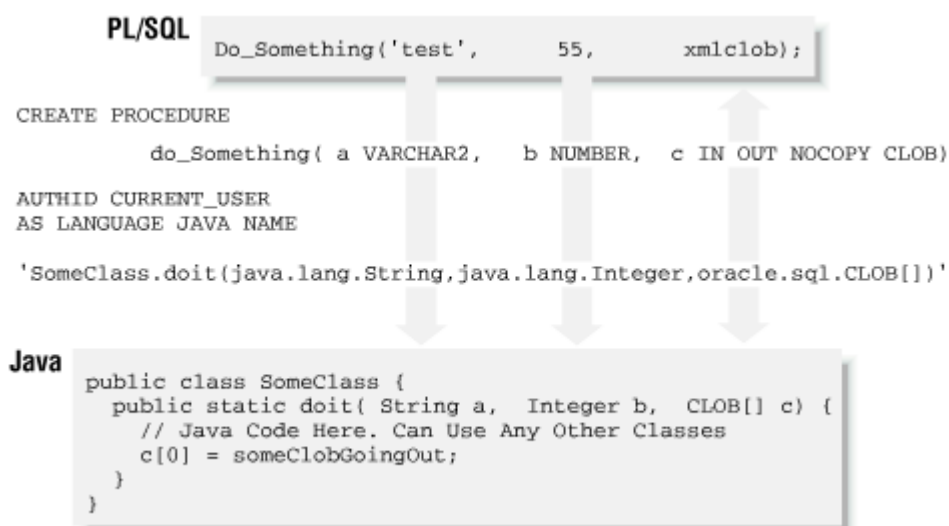 PL/SQL
Do_Something('test', 55, xmlclob);
CREATE PROCEDURE
do_Something( a VARCHAR2, b NUMBER, c IN OUT NOCOPY CLOB)
AUTHID CURRENT_USER
AS LANGUAGE JAVA NAME
'SomeClass.doit(java.lang.String,java.lang.Integer,oracle.sql.CLOB[])'
Java
public class SomeClass {
public static doit( String a, Integer b, CLOB[] c) {
// Java Code Here. Can Use Any Other Classes
c[0] = someClobGoingOut;
}
}